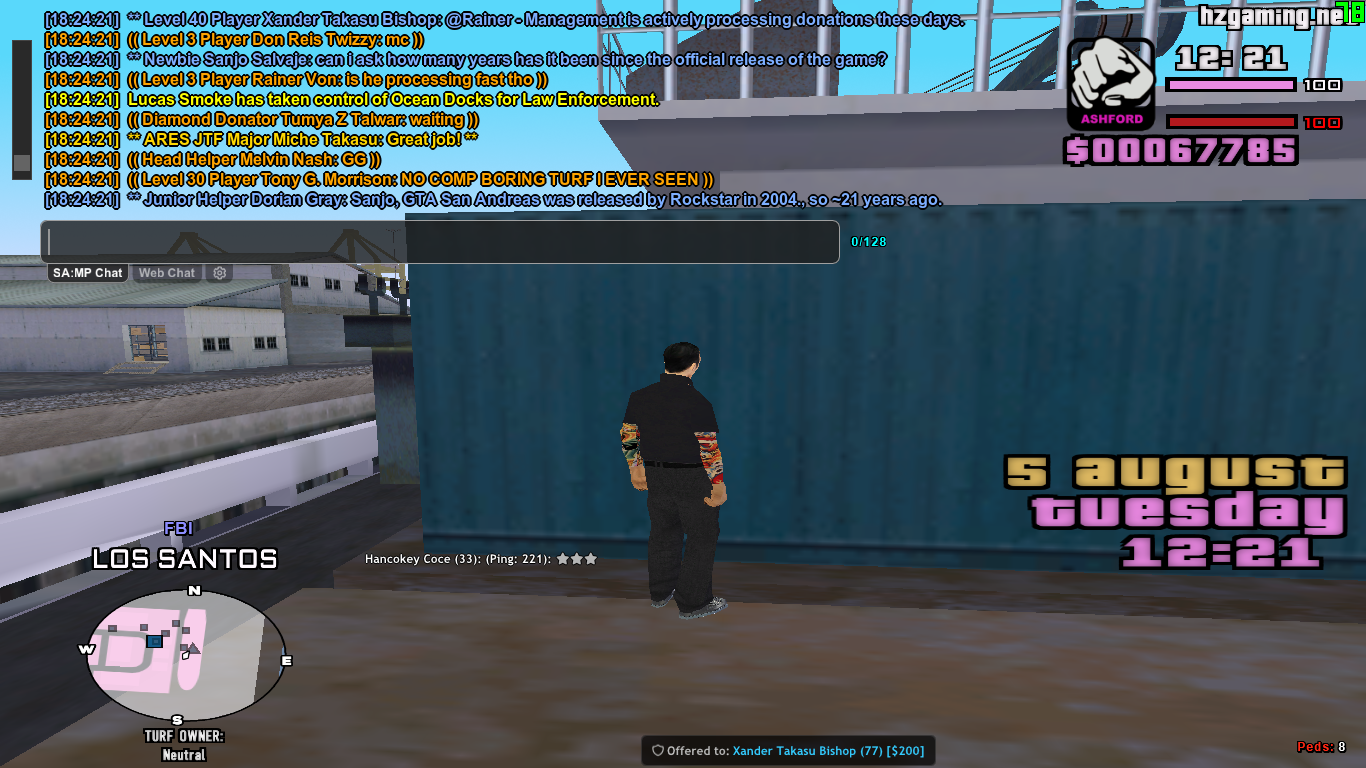 [18:24:21] ** Level 40 Player Xander Takasu Bishop: @Rainer - Management is actively processing donations these days.
[18:24:21] (( Level 3 Player Don Reis Twizzy: mc ))
[18:24:21] ** Newbie Sanjo Salvaje: can i ask how many years has it been since the official release of the game?
[18:24:21] (( Level 3 Player Rainer Von: is he processing fast tho ))
[18:24:21] Lucas Smoke has taken control of Ocean Docks for Law Enforcement.
[18:24:21] (( Diamond Donator Tumya Z Talwar: waiting ))
[18:24:21] ** ARES JTF Major Miche Takasu: Great job! **
[18:24:21] (( Head Helper Melvin Nash: GG ))
[18:24:21] (( Level 30 Player Tony G. Morrison: NO COMP BORING TURF I EVER SEEN ))
[18:24:21] ** Junior Helper Dorian Gray: Sanjo, GTA San Andreas was released by Rockstar in 2004., so ~21 years ago.
hzgaming.ne
78
12:21
100
ASHFORD
100
$00067785
0/128
SA:MP Chat Web Chat
5 august
tuesday
12:21
FBI
LOS SANTOS
Hancokey Coce (33): (Ping: 221):
N
W
E
S
TURF OWNER:
Neutral
Offered to: Xander Takasu Bishop (77) [$200]
Peds: 8